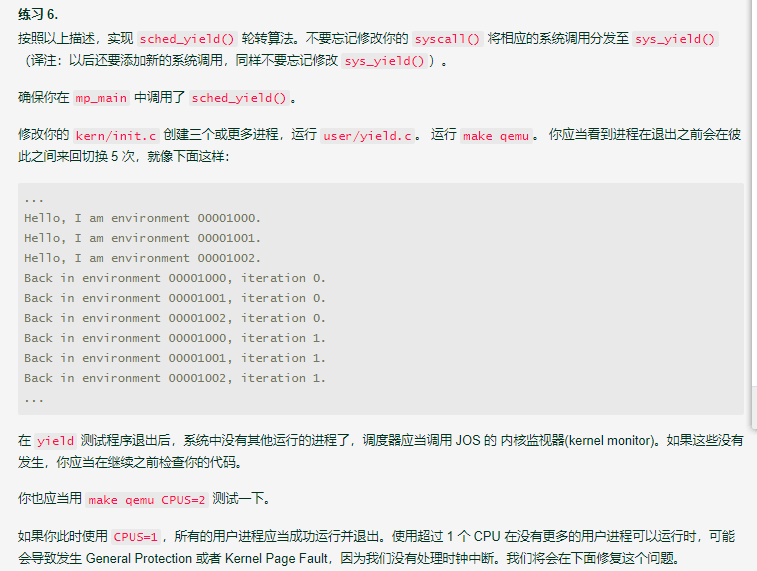 练习 6.
按照以上描述，实现 sched_yield() 轮转算法。不要忘记修改你的 syscall() 将相应的系统调用分发至 sys_yield()
（译注：以后还要添加新的系统调用，同样不要忘记修改 sys_yield()）。
确保你在 mp_main 中调用了 sched_yield()。
修改你的 kern/init.c 创建三个或更多进程，运行 user/yield.c。 运行 make qemu。 你应当看到进程在退出之前会在彼
此之间来回切换 5 次，就像下面这样：
...
Hello, I am environment 00001000.
Hello, I am environment 00001001.
Hello, I am environment 00001002.
Back in environment 00001000, iteration 0.
Back in environment 00001001, iteration 0.
Back in environment 00001002, iteration 0.
Back in environment 00001000, iteration 1.
Back in environment 00001001, iteration 1.
Back in environment 00001002, iteration 1.
...
在 yield 测试程序退出后，系统中没有其他运行的进程了，调度器应当调用 JOS 的 内核监视器(kernel monitor)。如果这些没有
发生，你应当在继续之前检查你的代码。
你也应当用 make qemu CPUS=2 测试一下。
如果你此时使用 CPUS=1，所有的用户进程应当成功运行并退出。使用超过 1 个 CPU 在没有更多的用户进程可以运行时，可能
会导致发生 General Protection 或者 Kernel Page Fault，因为我们没有处理时钟中断。我们将会在下面修复这个问题。